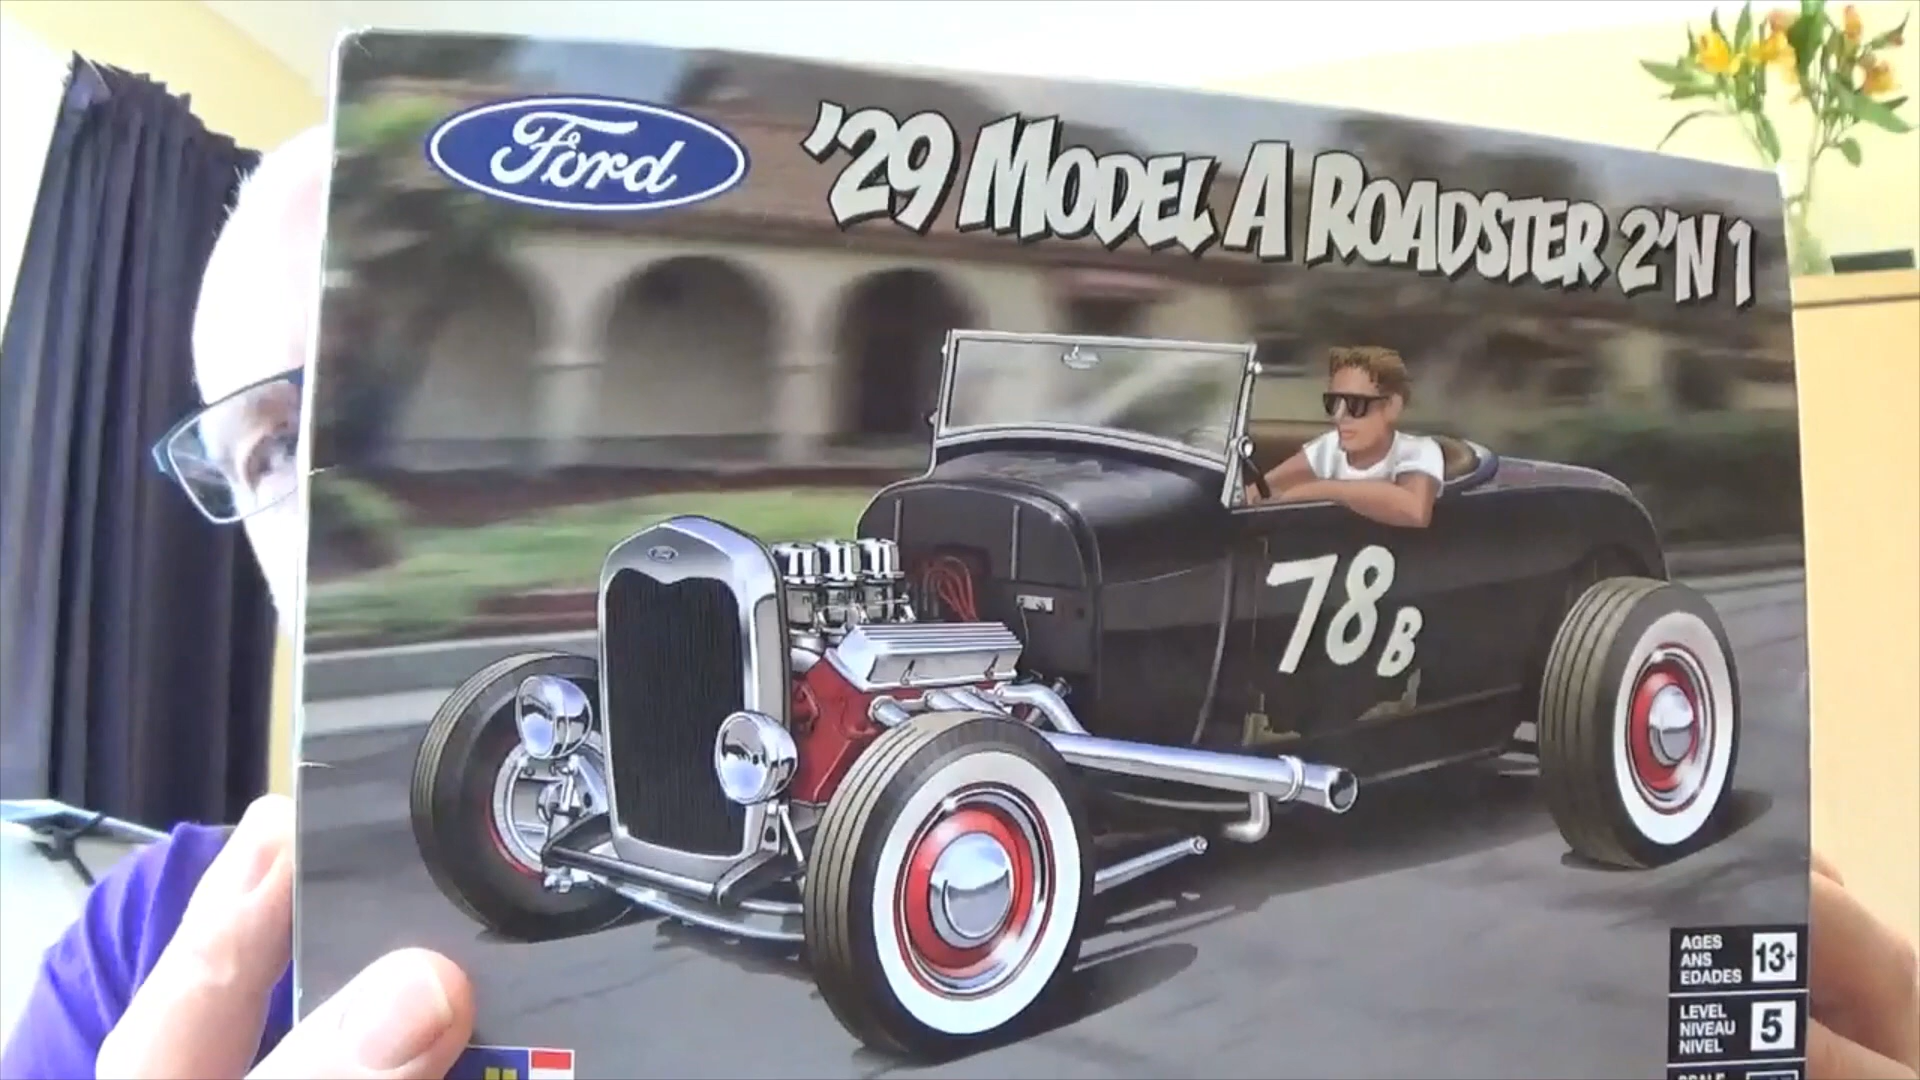 Ford
'29 MODEL A ROADSTER 2'N 1
78B
AGES
ANS
EDADES
13+
LEVEL
NIVEAU
NIVEL
5